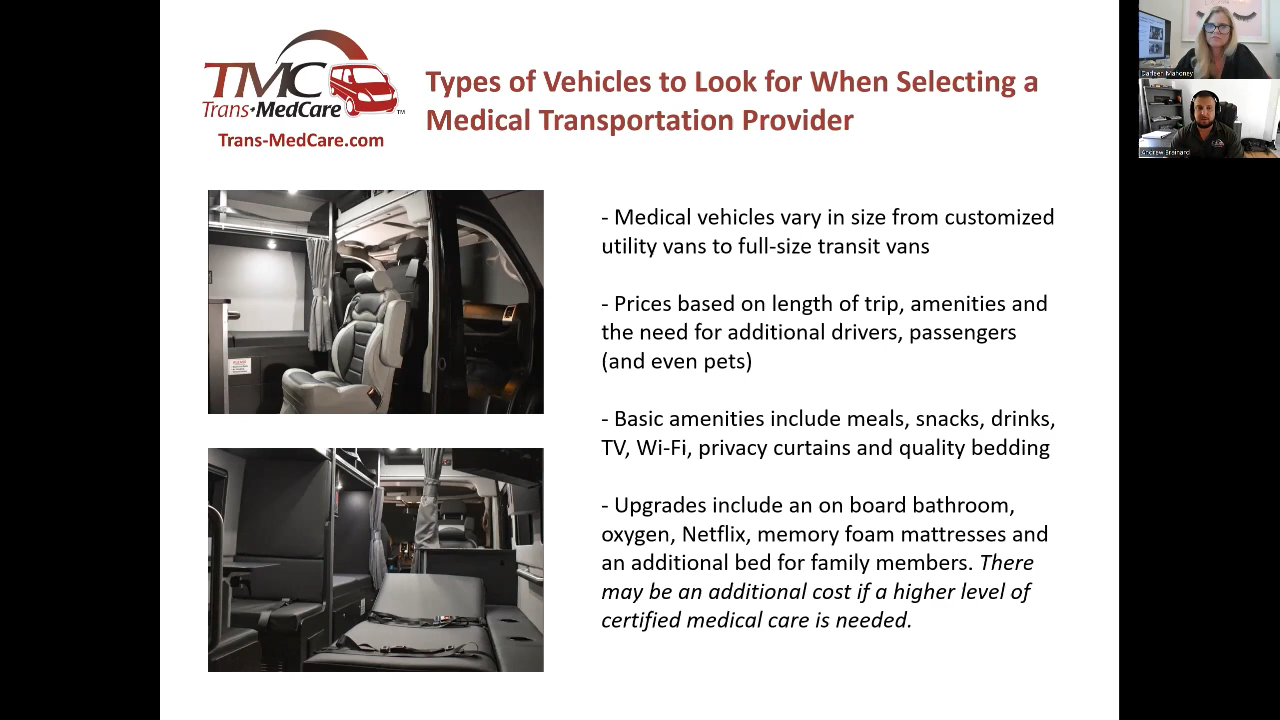 TMC
Trans+MedCare
TM
Trans-MedCare.com
Types of Vehicles to Look for When Selecting a
Medical Transportation Provider
- Medical vehicles vary in size from customized
utility vans to full-size transit vans
- Prices based on length of trip, amenities and
the need for additional drivers, passengers
(and even pets)
- Basic amenities include meals, snacks, drinks,
TV, Wi-Fi, privacy curtains and quality bedding
- Upgrades include an on board bathroom,
oxygen, Netflix, memory foam mattresses and
an additional bed for family members. There
may be an additional cost if a higher level of
certified medical care is needed.
Darleen Mahoney
Andrew Brainard